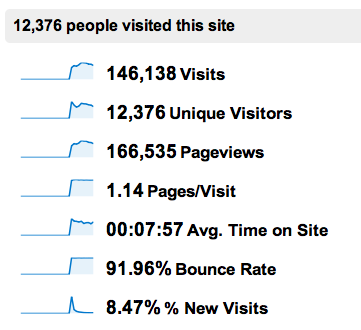 12,376 people visited this site
146,138 Visits
12,376 Unique Visitors
166,535 Pageviews
1.14 Pages/Visit
00:07:57 Avg. Time on Site
91.96% Bounce Rate
8.47% % New Visits